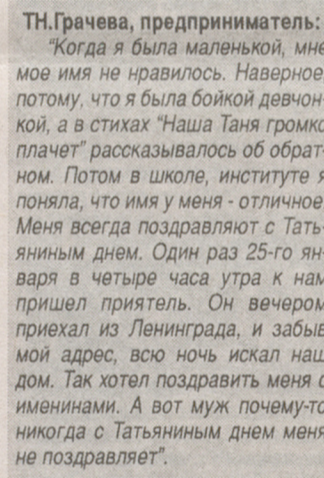 ТН.Грачева, предприниматель:
"Когда я была маленькой, мне
мое имя не нравилось. Наверное,
потому, что я была бойкой девчон-
кой, а в стихах "Наша Таня громко
плачет" рассказывалось об обрат-
ном. Потом в школе, институте я
поняла, что имя у меня - отличное.
Меня всегда поздравляют с Тать-
яниным днем. Один раз 25-го ян-
варя в четыре часа утра к нам
пришел приятель. Он вечером
приехал из Ленинграда, и забыв
мой адрес, всю ночь искал наш
дом. Так хотел поздравить меня с
именинами. А вот муж почему-то
никогда с Татьяниным днем меня
не поздравляет".